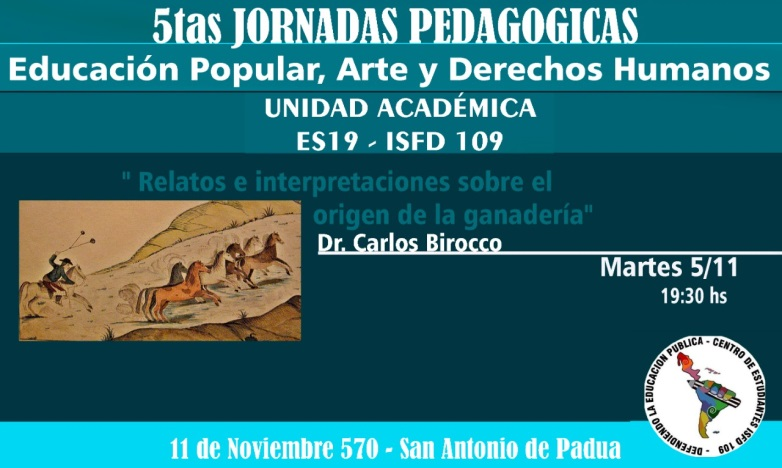 5tas JORNADAS PEDAGOGICAS
Educación Popular, Arte y Derechos Humanos
UNIDAD ACADÉMICA
ES19 - ISFD 109
" Relatos e interpretaciones sobre el
origen de la ganadería"
Dr. Carlos Birocco
Martes 5/11
19:30 hs
DEFENDIENDO LA EDUCACION PUBLICA - CENTRO DE ESTUDIANTES ISFD 109 -
11 de Noviembre 570 - San Antonio de Padua